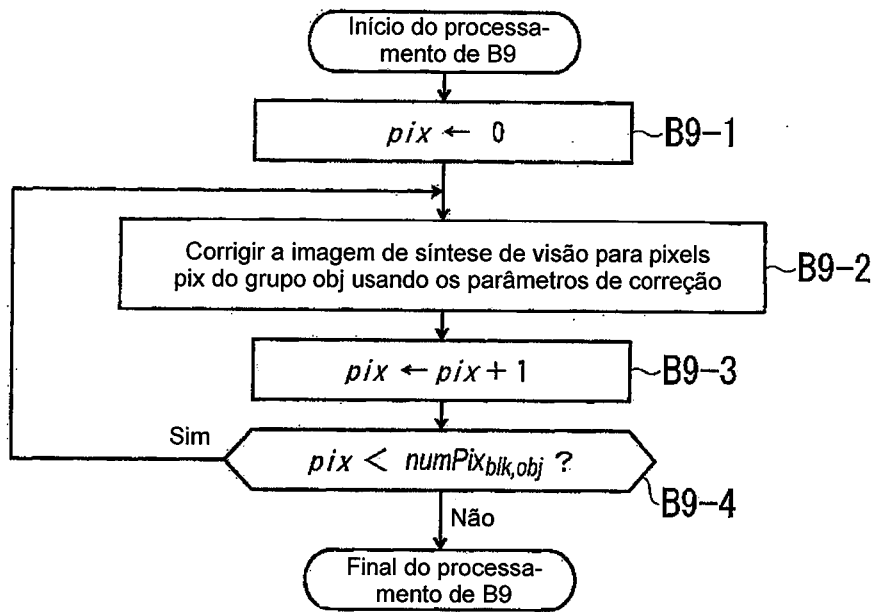 Início do processa-
mento de B9
pix ← 0
B9-1
Corrigir a imagem de síntese de visão para pixels
pix do grupo obj usando os parâmetros de correção
B9-2
pix ← pix + 1
B9-3
Sim
pix < numPix blk,obj ?
B9-4
Não
Final do processa-
mento de B9